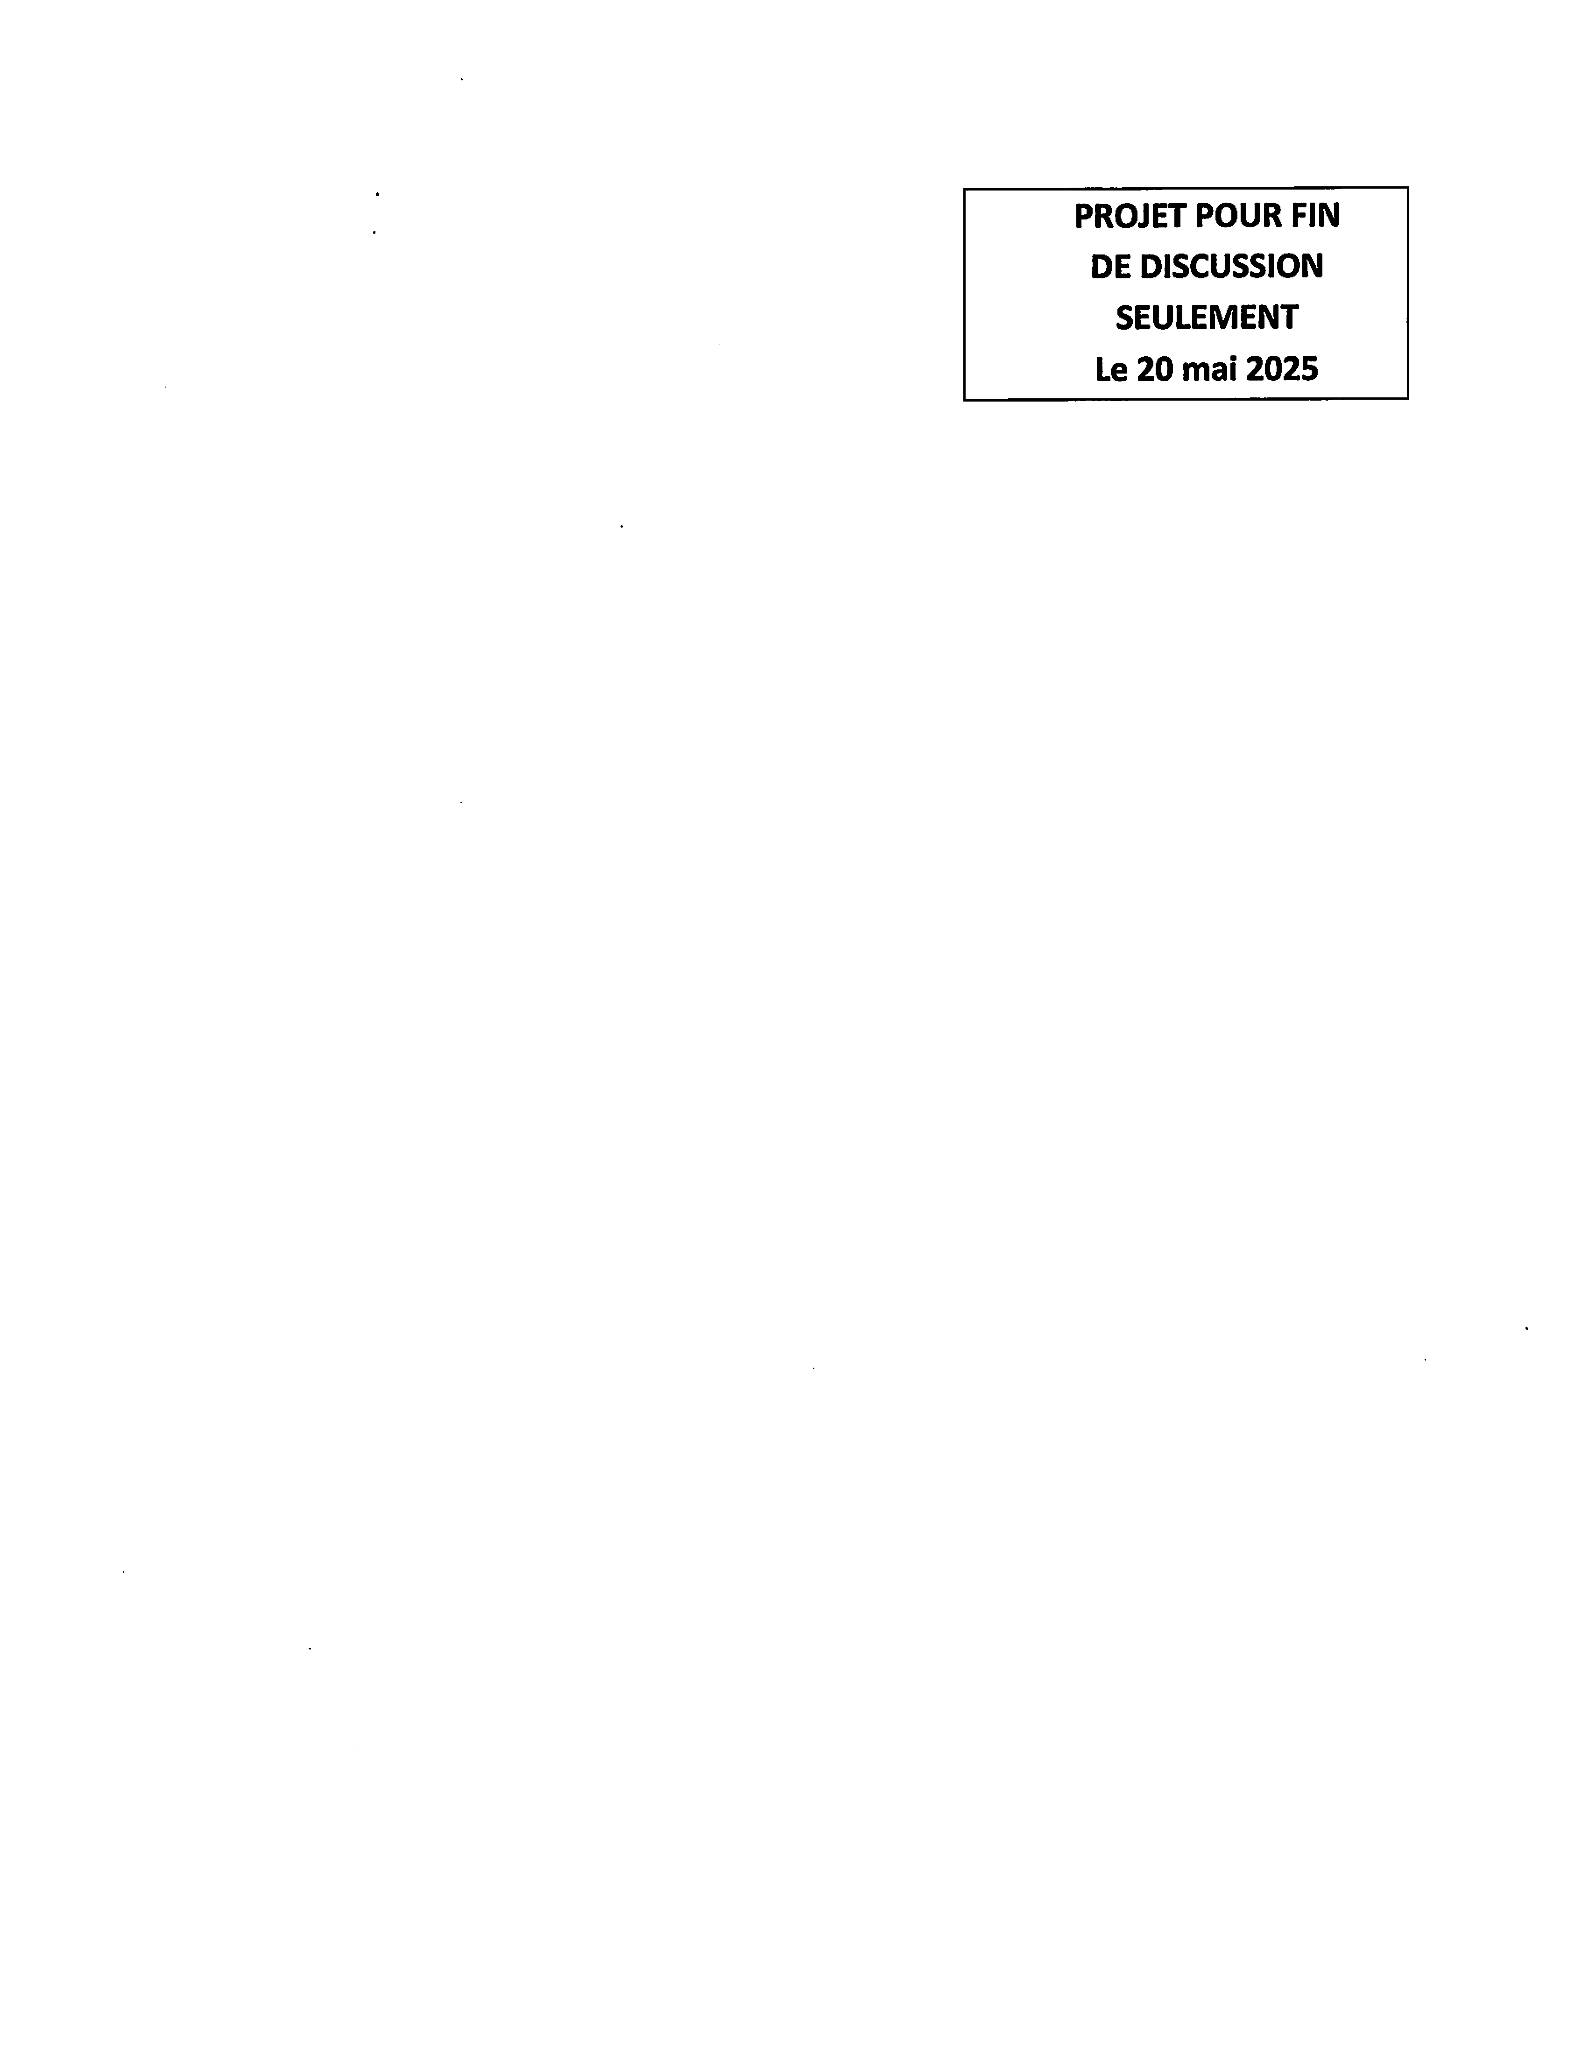 PROJET POUR FIN
DE DISCUSSION
SEULEMENT
Le 20 mai 2025